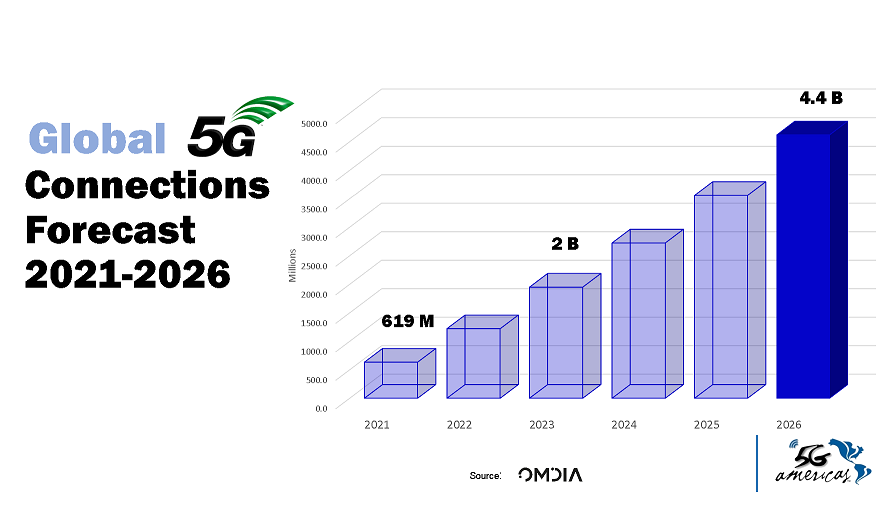 Global 5G
Connections
Forecast
2021-2026
4.4 B
2 B
619 M
Millions
5000.0
4500.0
4000.0
3500.0
3000.0
2500.0
2000.0
1500.0
1000.0
500.0
0.0
2021 2022 2023 2024 2025 2026
Source: OMDIA
5G
americas